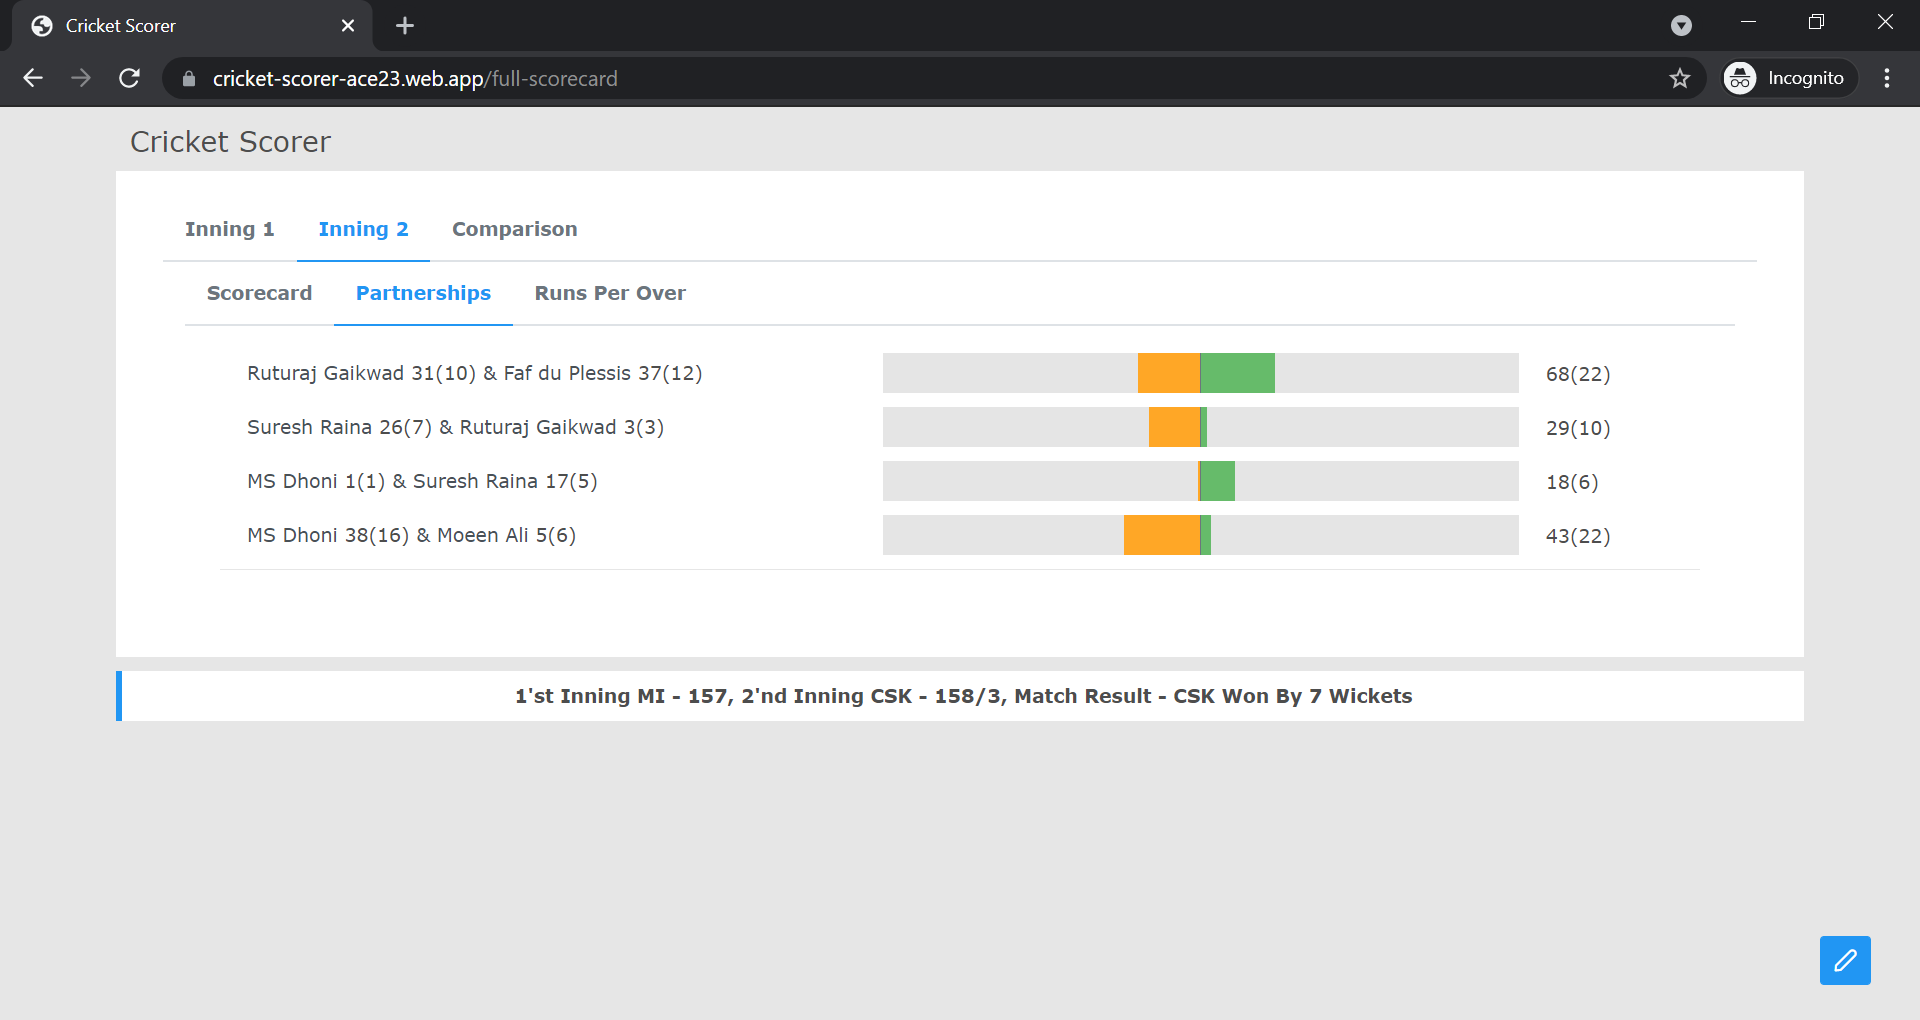 Cricket Scorer
cricket-scorer-ace23.web.app/full-scorecard
Incognito
Cricket Scorer
Inning 1 Inning 2 Comparison
Scorecard Partnerships Runs Per Over
Ruturaj Gaikwad 31(10) & Faf du Plessis 37(12) 68(22)
Suresh Raina 26(7) & Ruturaj Gaikwad 3(3) 29(10)
MS Dhoni 1(1) & Suresh Raina 17(5) 18(6)
MS Dhoni 38(16) & Moeen Ali 5(6) 43(22)
1'st Inning MI - 157, 2'nd Inning CSK - 158/3, Match Result - CSK Won By 7 Wickets